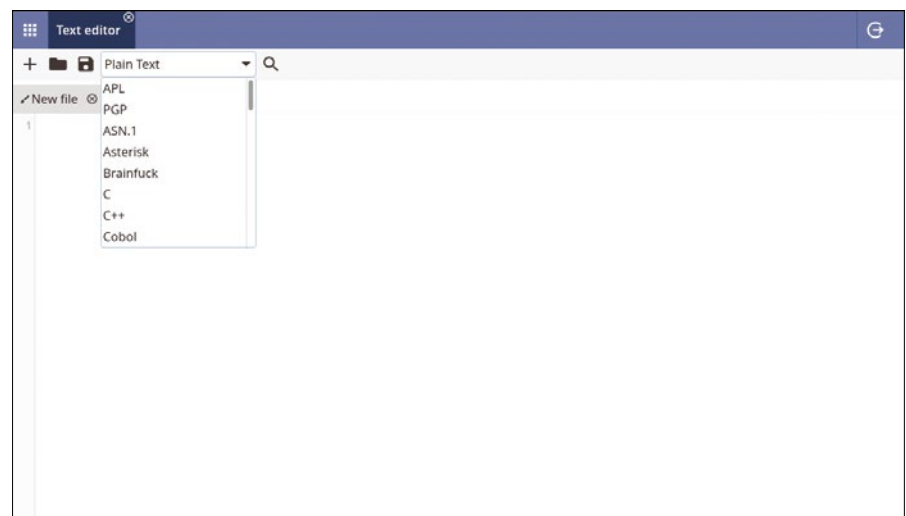 Text editor
Plain Text
New file
APL
PGP
ASN.1
Asterisk
Brainfuck
C
C++
Cobol
1